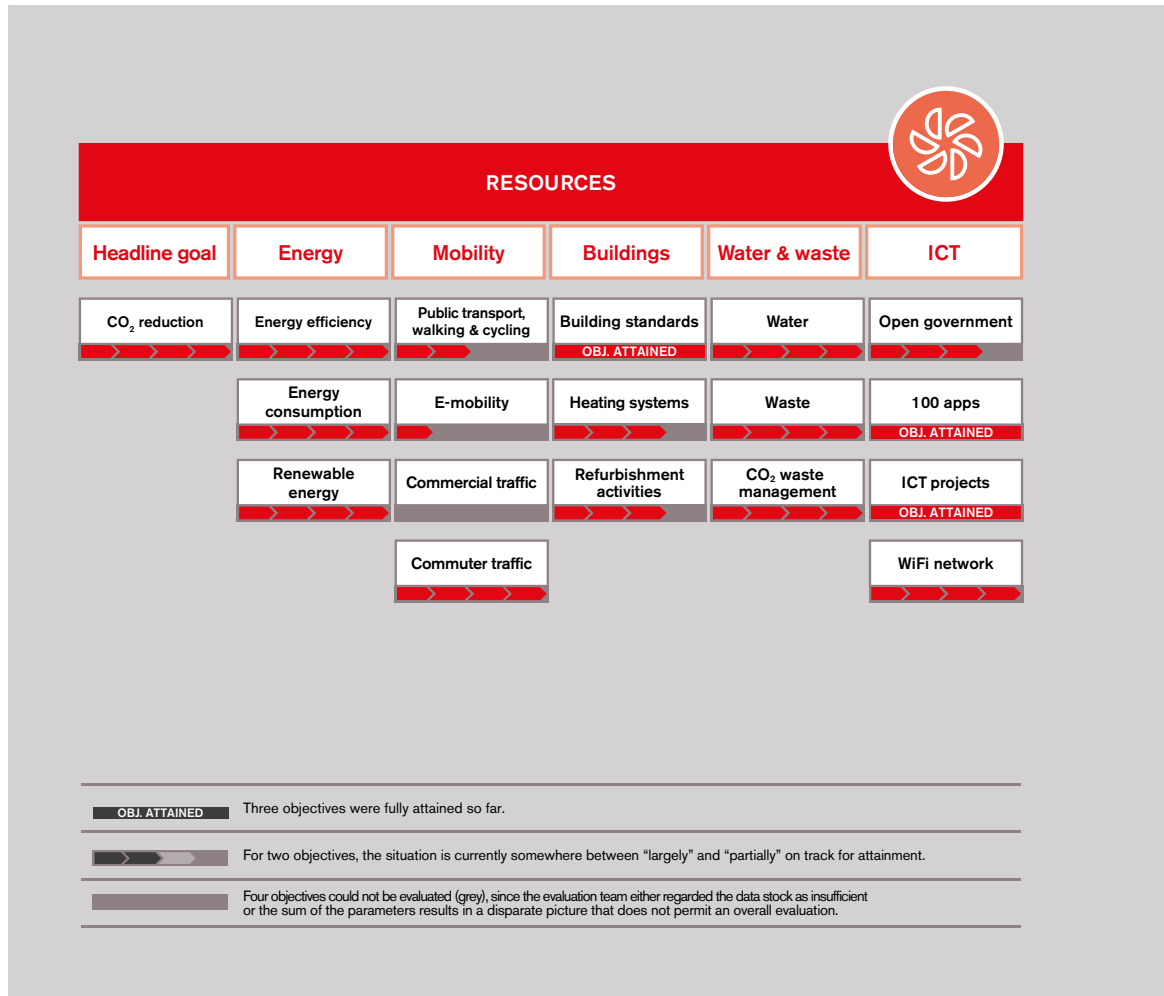 RESOURCES
Headline goal
Energy
Mobility
Buildings
Water & waste
ICT
CO₂ reduction
Energy efficiency
Public transport,
walking & cycling
Building standards
OBJ. ATTAINED
Water
Open government
Energy
consumption
E-mobility
Heating systems
Waste
100 apps
OBJ. ATTAINED
Renewable
energy
Commercial traffic
Refurbishment
activities
CO₂ waste
management
ICT projects
OBJ. ATTAINED
Commuter traffic
WiFi network
OBJ. ATTAINED
Three objectives were fully attained so far.
For two objectives, the situation is currently somewhere between “largely” and “partially” on track for attainment.
Four objectives could not be evaluated (grey), since the evaluation team either regarded the data stock as insufficient
or the sum of the parameters results in a disparate picture that does not permit an overall evaluation.